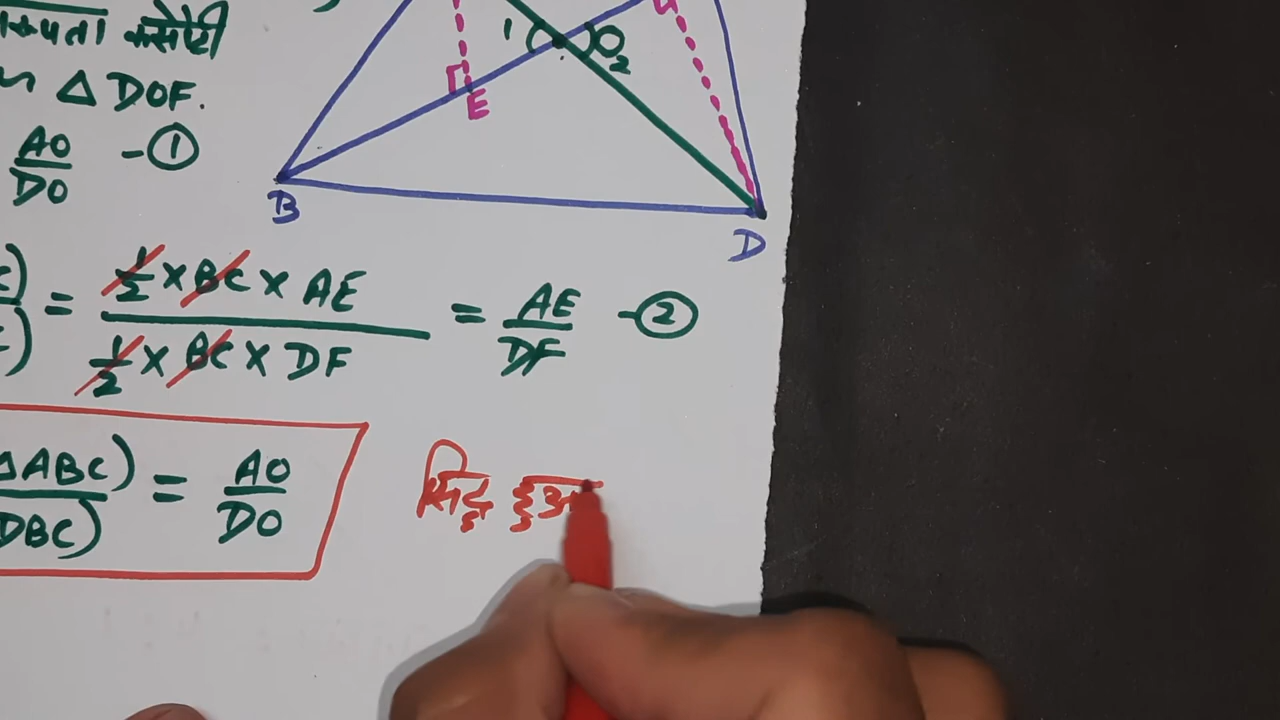 समरूपता कसौटी
1
O
2
~ Δ DOF.
E
AO/DO -①
B
D
= 1/2 × BC × AE / 1/2 × BC × DF = AE/DF -②
ΔABC)/DBC) = AO/DO
सिद्ध हुआ